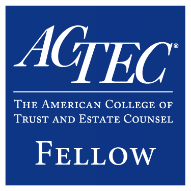 ACTEC®
THE AMERICAN COLLEGE OF
TRUST AND ESTATE COUNSEL
FELLOW